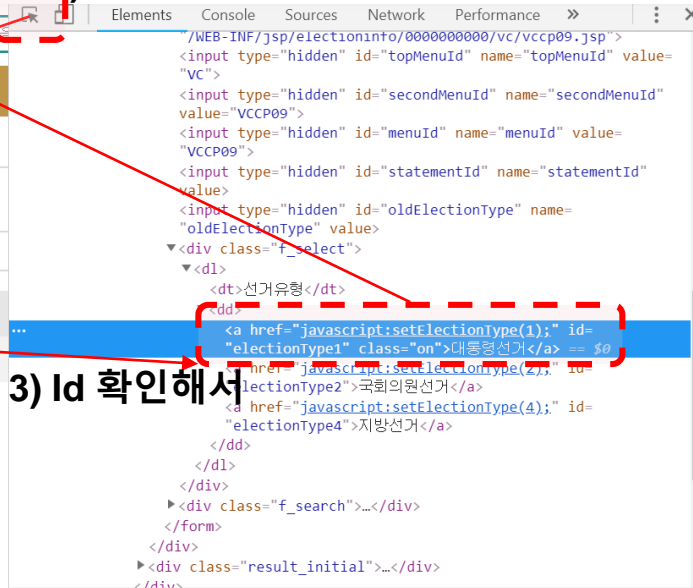 Elements Console Sources Network Performance »
"/WEB-INF/jsp/electioninfo/0000000000/vc/vccp09.jsp">
<input type="hidden" id="topMenuId" name="topMenuId" value=
"VC">
<input type="hidden" id="secondMenuId" name="secondMenuId"
value="VCCP09">
<input type="hidden" id="menuId" name="menuId" value=
"VCCP09">
<input type="hidden" id="statementId" name="statementId"
value>
<input type="hidden" id="oldElectionType" name=
"oldElectionType" value>
▼<div class="f_select">
▼<dl>
<dt>선거유형</dt>
<dd>
<a href="javascript:setElectionType(1);" id=
"electionType1" class="on">대통령선거</a> == $0
<a href="javascript:setElectionType(2);" id=
3) Id 확인해서
"electionType2">국회의원선거</a>
<a href="javascript:setElectionType(4);" id=
"electionType4">지방선거</a>
</dd>
</dl>
</div>
▶<div class="f_search">…</div>
</form>
</div>
▶<div class="result_initial">…</div>
</div>